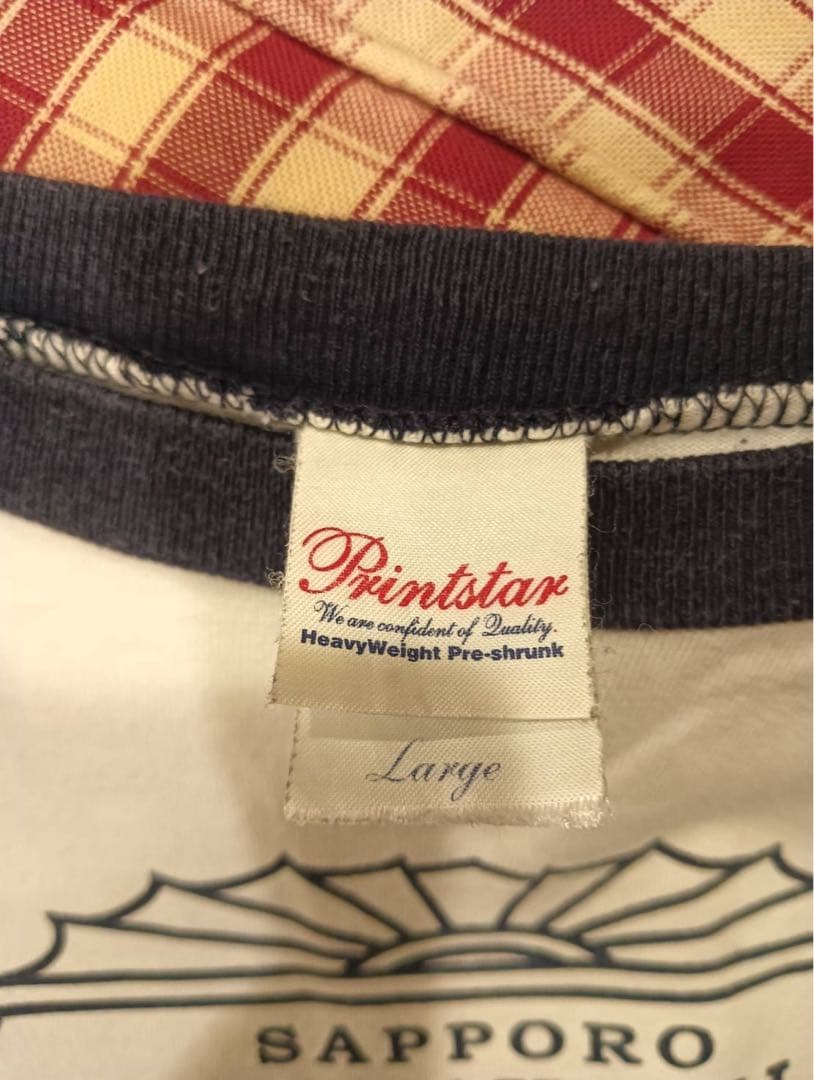 Printstar
We are confident of Quality.
HeavyWeight Pre-shrunk
Large
SAPPORO